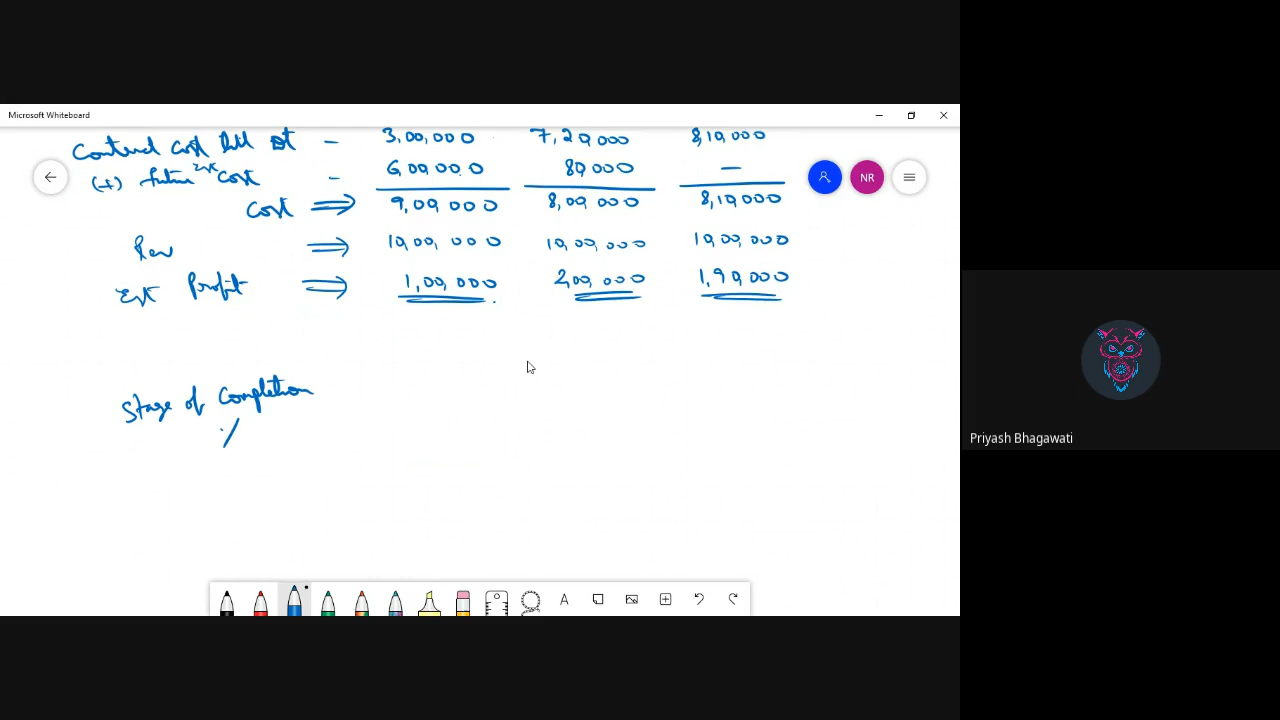 Microsoft Whiteboard
Contract cost till dt - 3,00,000 7,20,000 8,10,000
(+) future Est cost - 6,00,000 80,000 —
NR
Cost ⇒ 9,00,000 8,00,000 8,10,000
Rev ⇒ 10,00,000 10,00,000 10,00,000
Est Profit ⇒ 1,00,000 2,00,000 1,90,000
Stage of Completion
%
Priyash Bhagawati
A